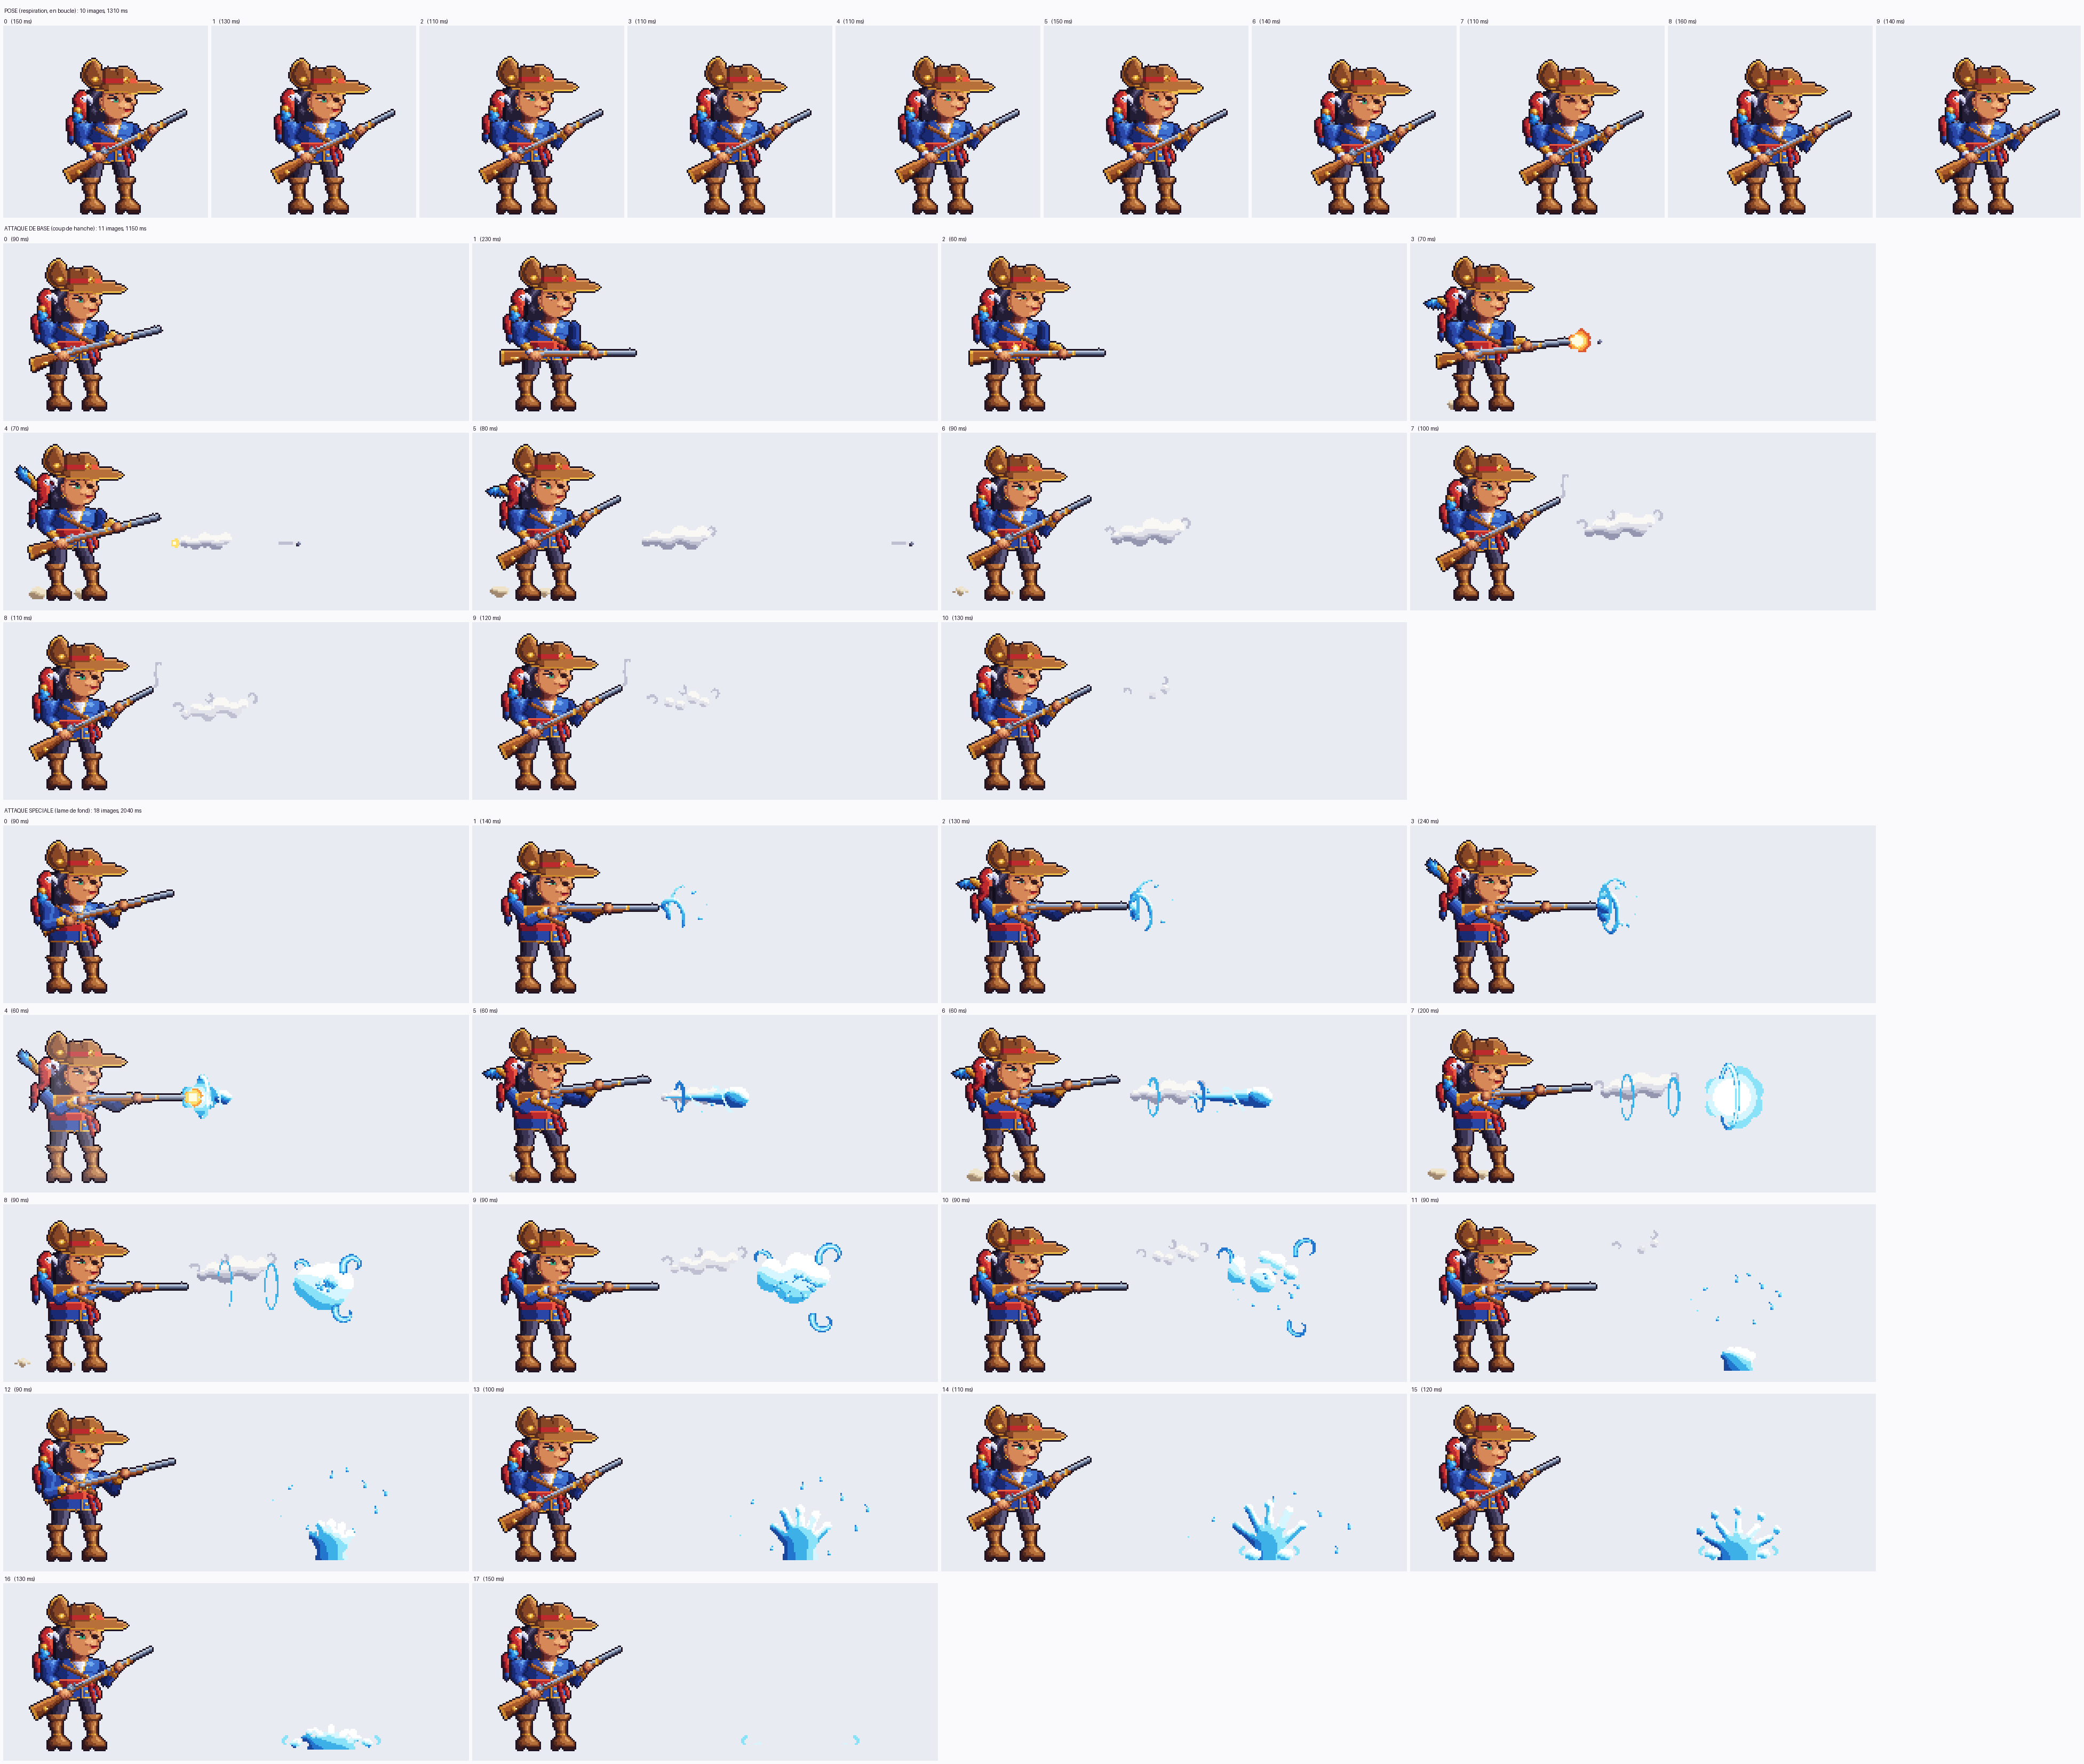 POSE (respiration, en boucle) : 10 images, 1310 ms
0 (150 ms) 1 (130 ms) 2 (110 ms) 3 (110 ms) 4 (110 ms) 5 (150 ms) 6 (140 ms) 7 (110 ms) 8 (160 ms) 9 (140 ms)
ATTAQUE DE BASE (coup de hanche) : 11 images, 1150 ms
0 (90 ms) 1 (230 ms) 2 (60 ms) 3 (70 ms)
4 (70 ms) 5 (80 ms) 6 (90 ms) 7 (100 ms)
8 (110 ms) 9 (120 ms) 10 (130 ms)
ATTAQUE SPECIALE (lame de fond) : 18 images, 2040 ms
0 (90 ms) 1 (140 ms) 2 (130 ms) 3 (240 ms)
4 (60 ms) 5 (60 ms) 6 (60 ms) 7 (200 ms)
8 (90 ms) 9 (90 ms) 10 (90 ms) 11 (90 ms)
12 (90 ms) 13 (100 ms) 14 (110 ms) 15 (120 ms)
16 (130 ms) 17 (150 ms)